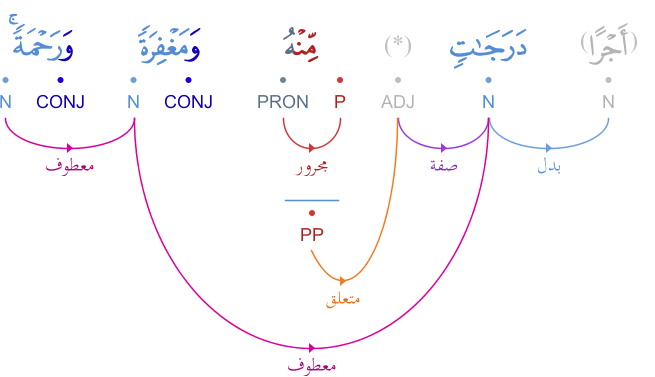 (أَجْرًا) دَرَجَـٰتٍ (*) مِّنْهُ وَمَغْفِرَةً وَرَحْمَةً ۚ
N N ADJ P PRON CONJ N CONJ N
بدل صفة مجرور معطوف
PP
متعلق
معطوف